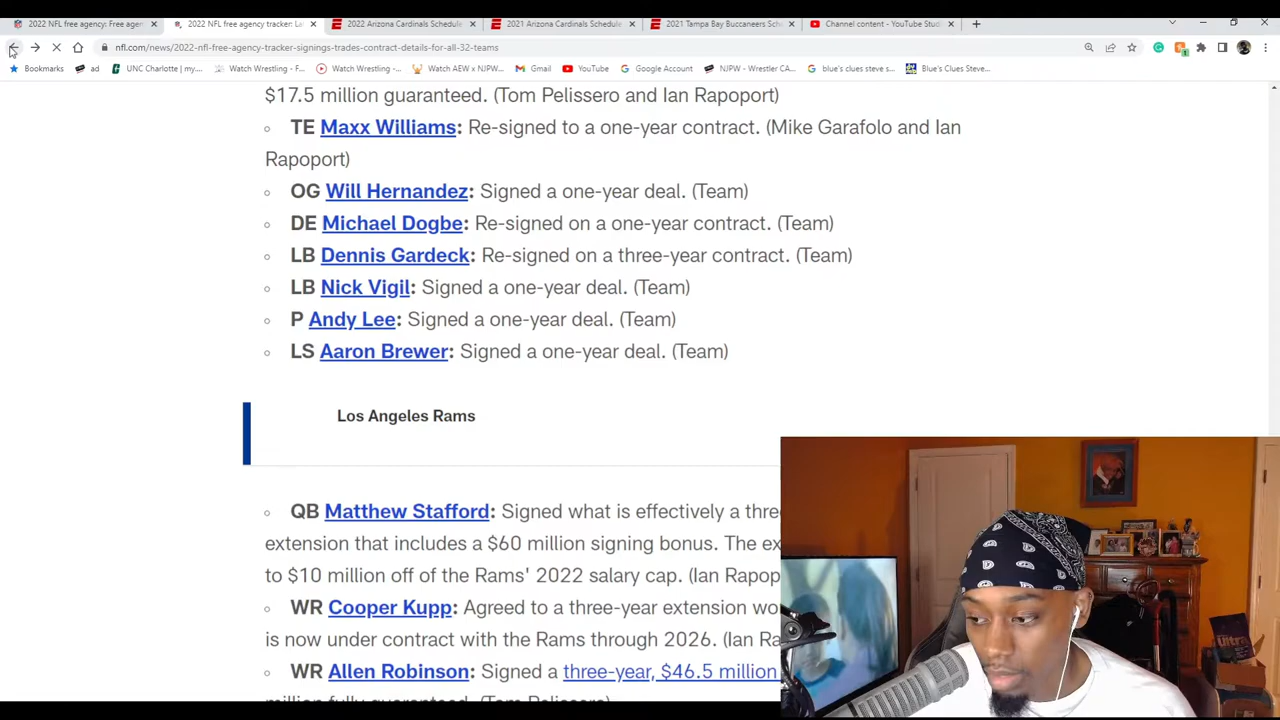 2022 NFL free agency: Free agen
2022 NFL free agency tracker: La
2022 Arizona Cardinals Schedule
2021 Arizona Cardinals Schedule
2021 Tampa Bay Buccaneers Sche
Channel content - YouTube Studi
nfl.com/news/2022-nfl-free-agency-tracker-signings-trades-contract-details-for-all-32-teams
Bookmarks
ad
UNC Charlotte | my....
Watch Wrestling - F...
Watch Wrestling -...
Watch AEW x NJPW...
Gmail
YouTube
Google Account
NJPW - Wrestler CA...
blue's clues steve s...
Blue's Clues Steve...
$17.5 million guaranteed. (Tom Pelissero and Ian Rapoport)
TE Maxx Williams: Re-signed to a one-year contract. (Mike Garafolo and Ian
Rapoport)
OG Will Hernandez: Signed a one-year deal. (Team)
DE Michael Dogbe: Re-signed on a one-year contract. (Team)
LB Dennis Gardeck: Re-signed on a three-year contract. (Team)
LB Nick Vigil: Signed a one-year deal. (Team)
P Andy Lee: Signed a one-year deal. (Team)
LS Aaron Brewer: Signed a one-year deal. (Team)
Los Angeles Rams
QB Matthew Stafford: Signed what is effectively a three
extension that includes a $60 million signing bonus. The ex
to $10 million off of the Rams' 2022 salary cap. (Ian Rapop
WR Cooper Kupp: Agreed to a three-year extension wo
is now under contract with the Rams through 2026. (Ian Ra
WR Allen Robinson: Signed a three-year, $46.5 million
million fully guaranteed. (Tom Pelissero)
ultra